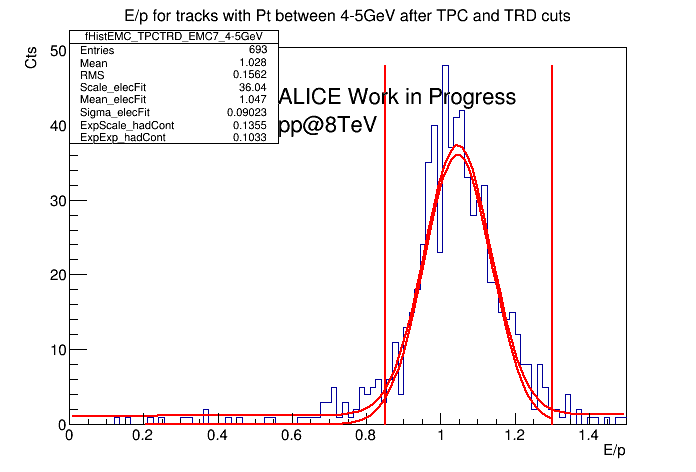 E/p for tracks with Pt between 4-5GeV after TPC and TRD cuts
fHistEMC_TPCTRD_EMC7_4-5GeV
Entries 693
Mean 1.028
RMS 0.1562
Scale_elecFit 36.04
Mean_elecFit 1.047
Sigma_elecFit 0.09023
ExpScale_hadCont 0.1355
ExpExp_hadCont 0.1033
ALICE Work in Progress
pp@8TeV
Cts
50
40
30
20
10
0
0 0.2 0.4 0.6 0.8 1 1.2 1.4
E/p